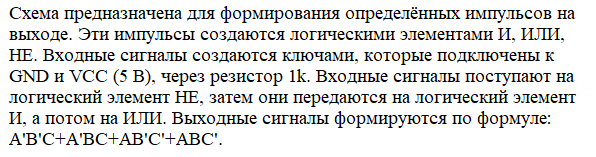 Схема предназначена для формирования определённых импульсов на
выходе. Эти импульсы создаются логическими элементами И, ИЛИ,
НЕ. Входные сигналы создаются ключами, которые подключены к
GND и VCC (5 В), через резистор 1k. Входные сигналы поступают на
логический элемент НЕ, затем они передаются на логический элемент
И, а потом на ИЛИ. Выходные сигналы формируются по формуле:
A'B'C+A'BC+AB'C'+ABC'.